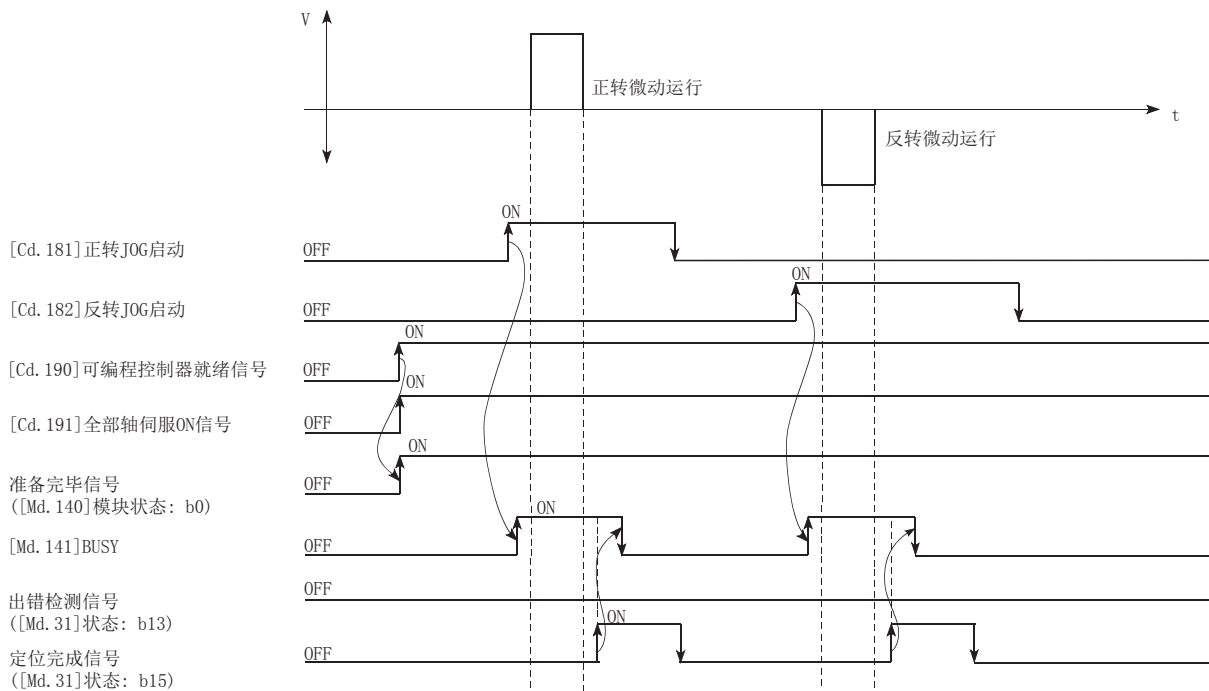 V
正转微动运行
t
反转微动运行
ON
[Cd.181]正转JOG启动
OFF
ON
[Cd.182]反转JOG启动
OFF
ON
[Cd.190]可编程控制器就绪信号
OFF
ON
[Cd.191]全部轴伺服ON信号
OFF
ON
准备完毕信号
([Md.140]模块状态: b0)
OFF
ON
[Md.141]BUSY
OFF
出错检测信号
([Md.31]状态: b13)
OFF
ON
定位完成信号
([Md.31]状态: b15)
OFF